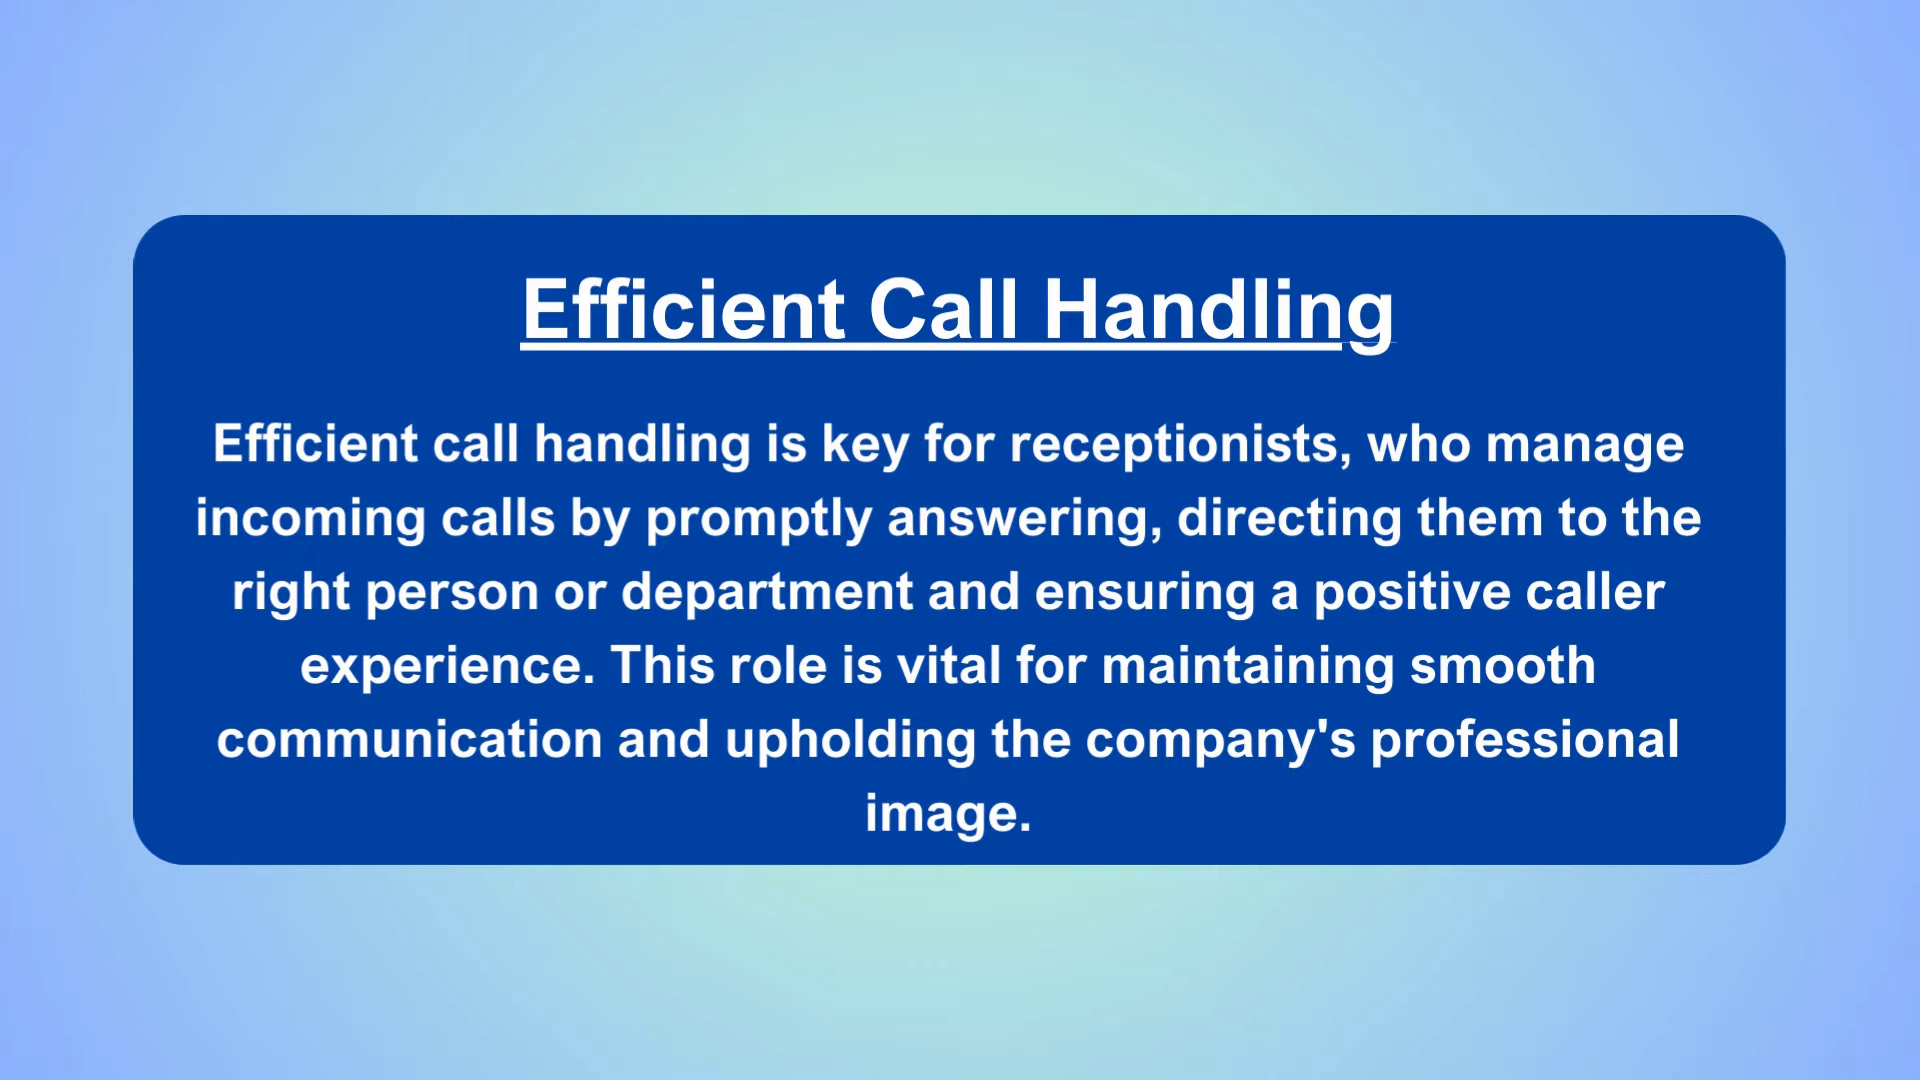 Efficient Call Handling
Efficient call handling is key for receptionists, who manage
incoming calls by promptly answering, directing them to the
right person or department and ensuring a positive caller
experience. This role is vital for maintaining smooth
communication and upholding the company's professional
image.